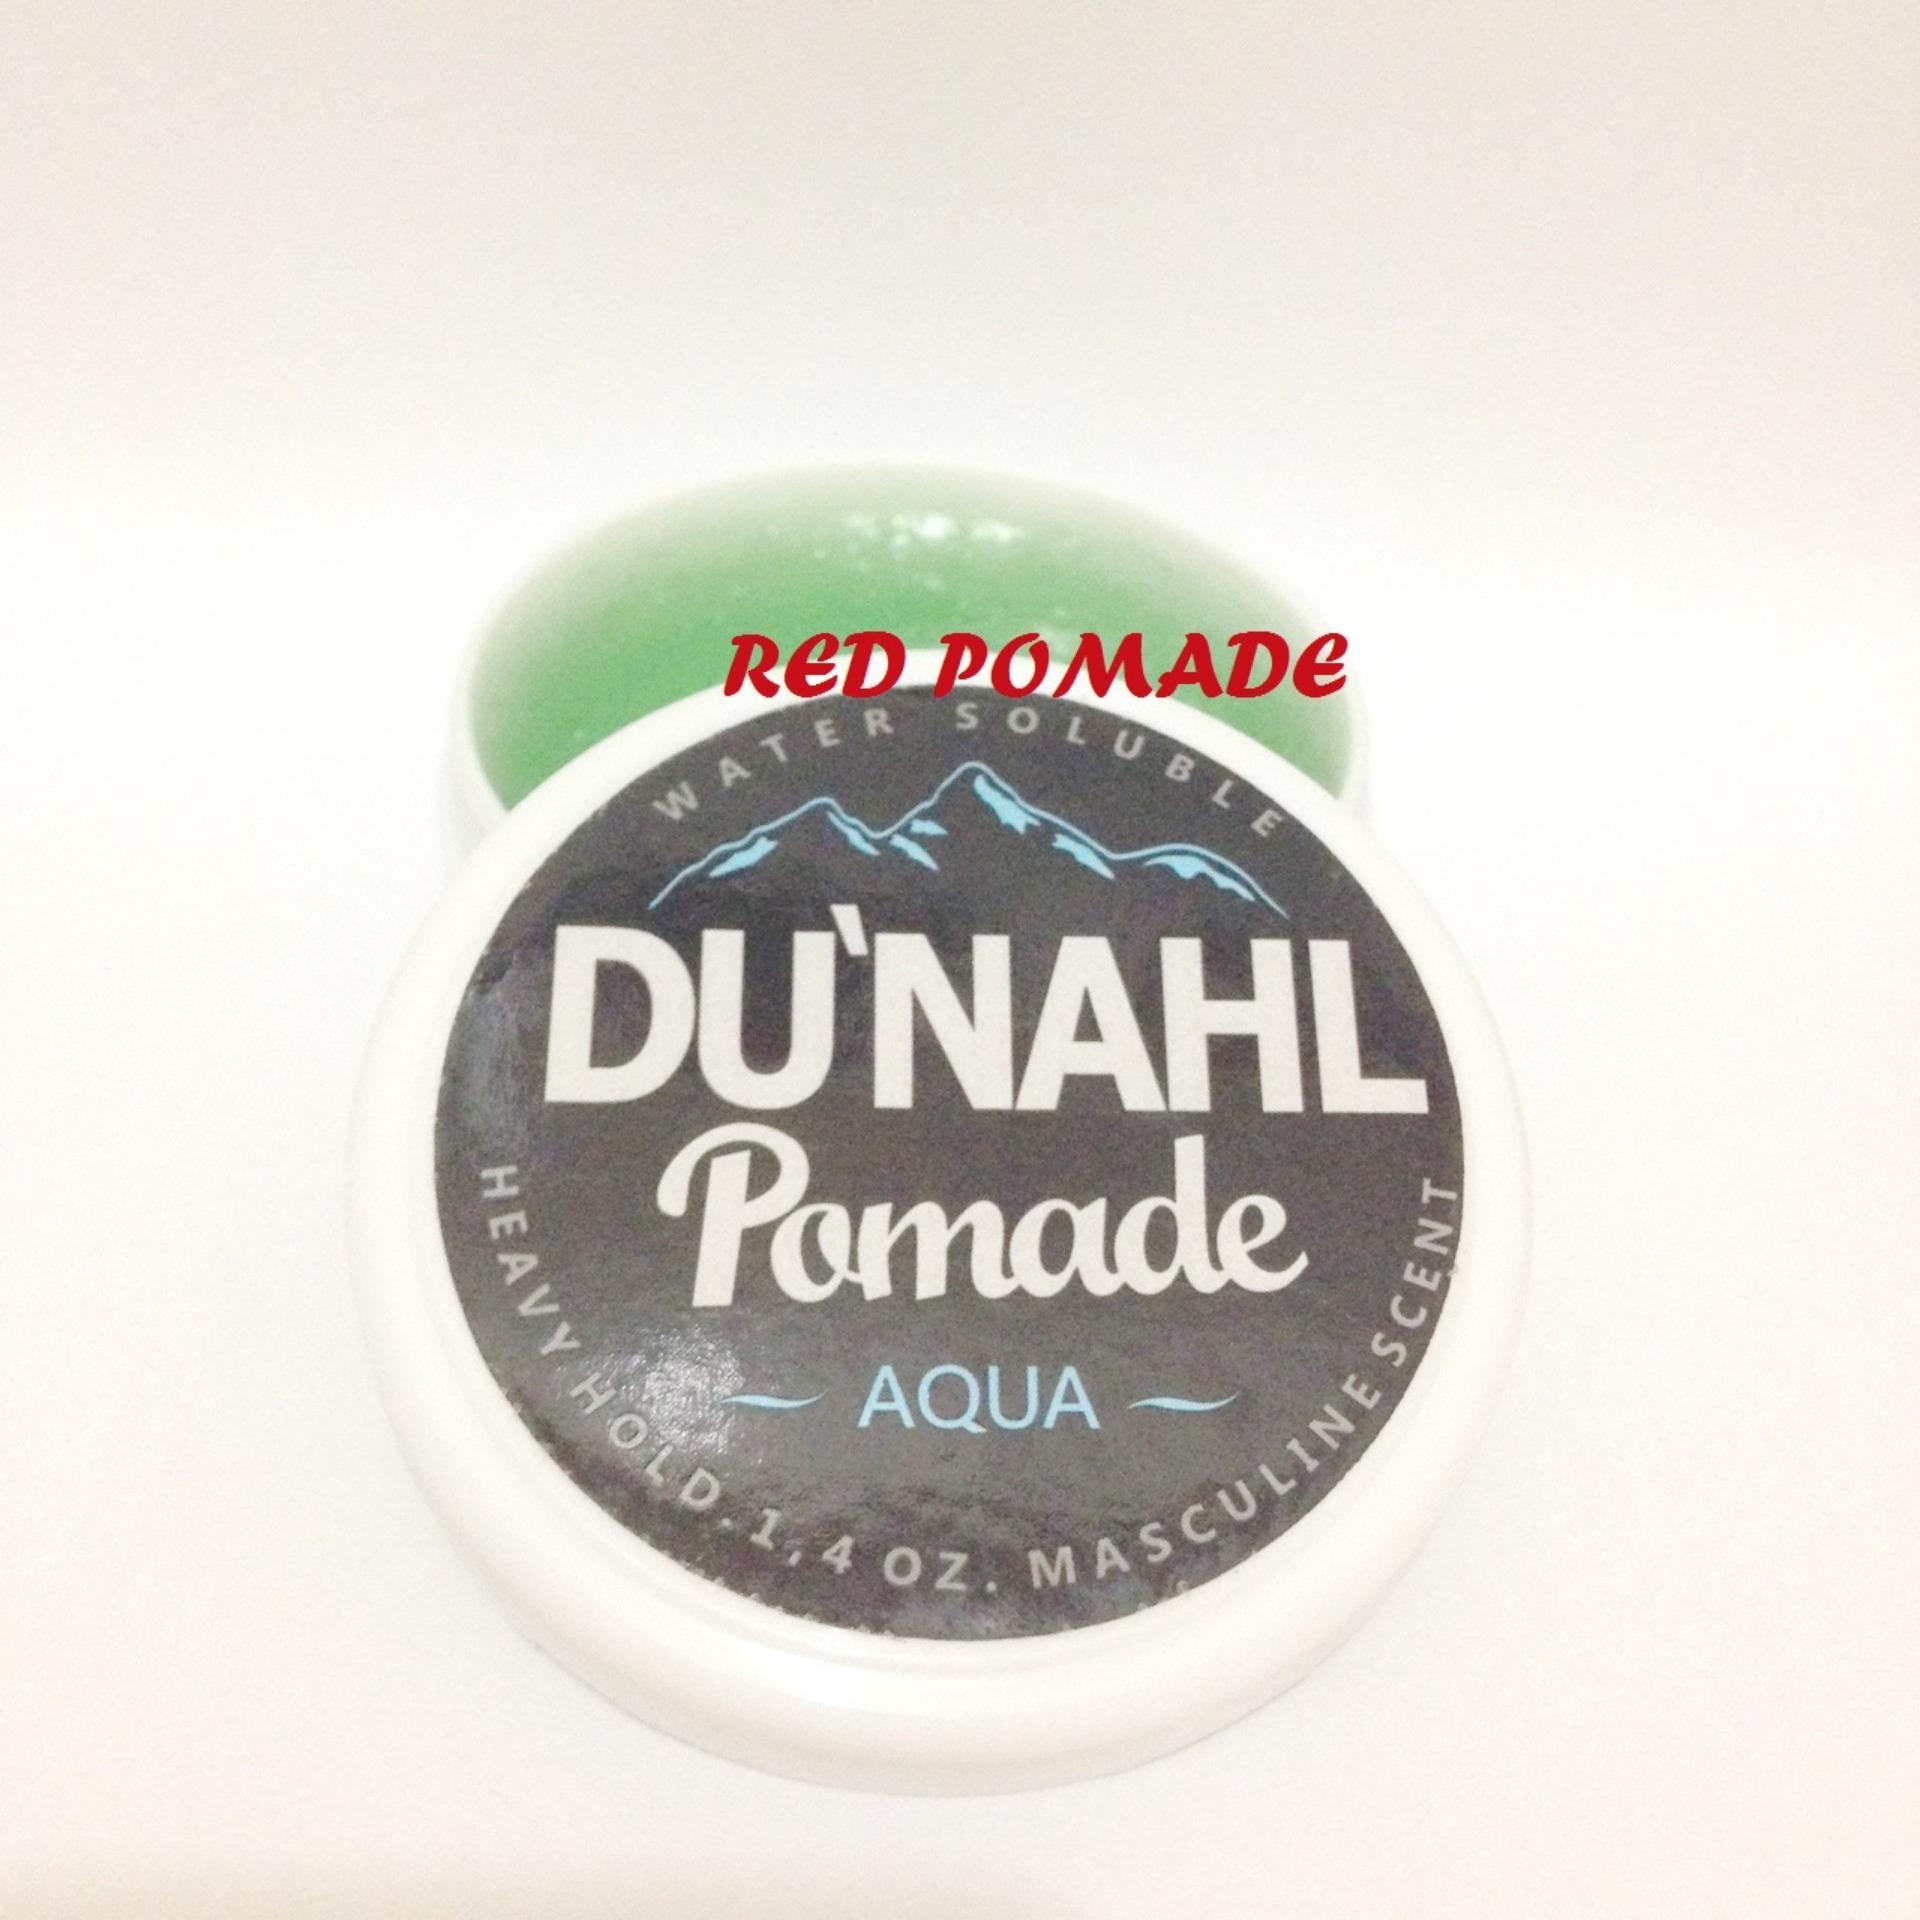 RED POMADE
WATER SOLUBLE
DU`NAHL
Pomade
AQUA
HEAVY HOLD.1,4 OZ. MASCULINE SCENT